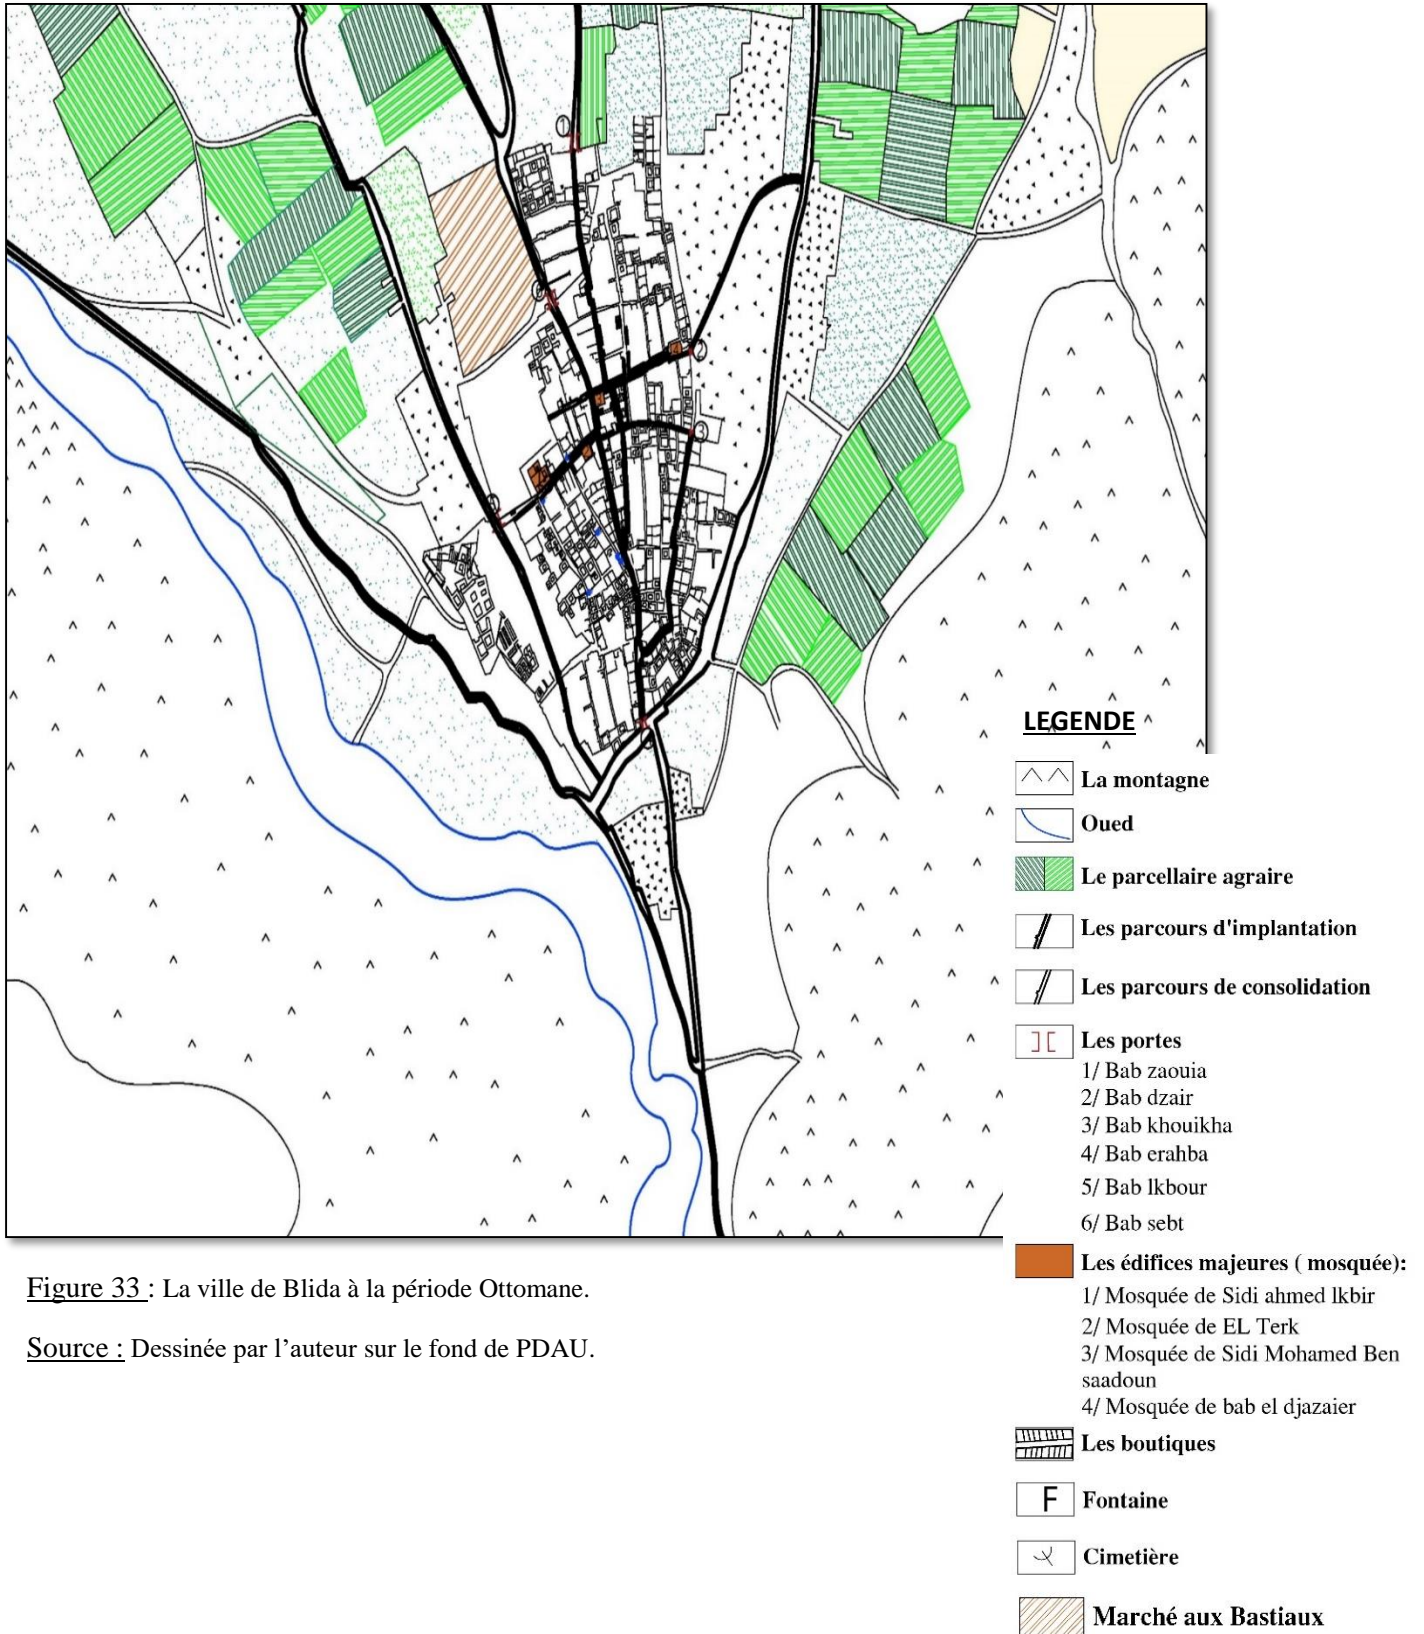 1
2
3
LEGENDE
La montagne
Oued
Le parcellaire agraire
Les parcours d'implantation
Les parcours de consolidation
Les portes
1/ Bab zaouia
2/ Bab dzair
3/ Bab khouikha
4/ Bab erahba
5/ Bab lkbour
6/ Bab sebt
Les édifices majeures ( mosquée):
1/ Mosquée de Sidi ahmed lkbir
2/ Mosquée de EL Terk
3/ Mosquée de Sidi Mohamed Ben
saadoun
4/ Mosquée de bab el djazaier
Les boutiques
F Fontaine
Cimetière
Marché aux Bastiaux
Figure 33 : La ville de Blida à la période Ottomane.
Source : Dessinée par l’auteur sur le fond de PDAU.